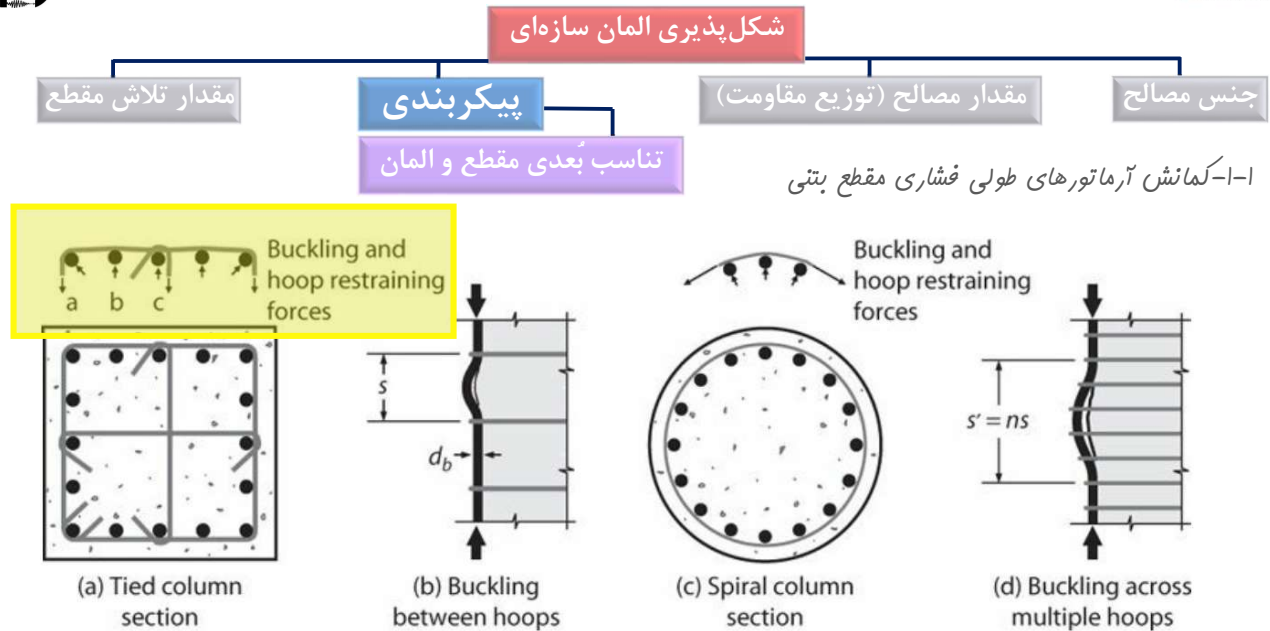 شکل‌پذیری المان سازه‌ای
جنس مصالح
مقدار مصالح (توزیع مقاومت)
پیکربندی
مقدار تلاش مقطع
تناسب بُعدی مقطع و المان
۱-۱-کمانش آرماتورهای طولی فشاری مقطع بتنی
Buckling and
hoop restraining
forces
a b c
Buckling and
hoop restraining
forces
s
d_b
s' = ns
(a) Tied column
section
(b) Buckling
between hoops
(c) Spiral column
section
(d) Buckling across
multiple hoops